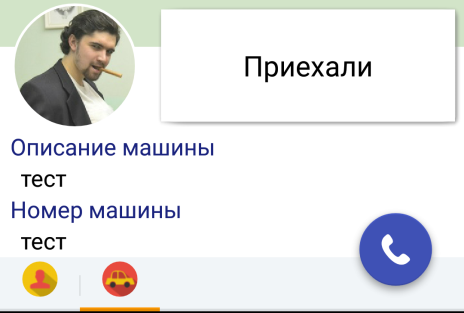 Приехали
Описание машины
тест
Номер машины
тест